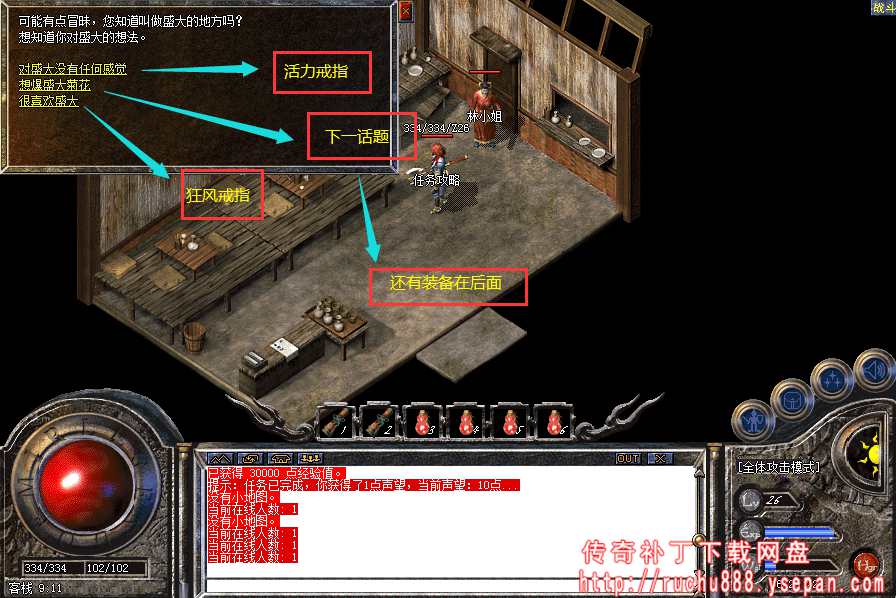 可能有点冒昧，您知道叫做盛大的地方吗？
想知道你对盛大的想法。
对盛大没有任何感觉
想爆盛大菊花
很喜欢盛大
活力戒指
下一话题
狂风戒指
还有装备在后面
战斗
林小姐
334/334/Z26
任务攻略
1
2
3
4
5
6
OUT
已获得 30000 点经验值。
提示：任务已完成，你获得了1点声望，当前声望：10点...
没有小地图。
当前在线人数：1
没有小地图。
当前在线人数：1
当前在线人数：1
当前在线人数：1
334/334
102/102
客栈 9:11
[全体攻击模式]
Lv 26
Exp
传奇补丁下载网盘
http://ruchu888.ysepan.com